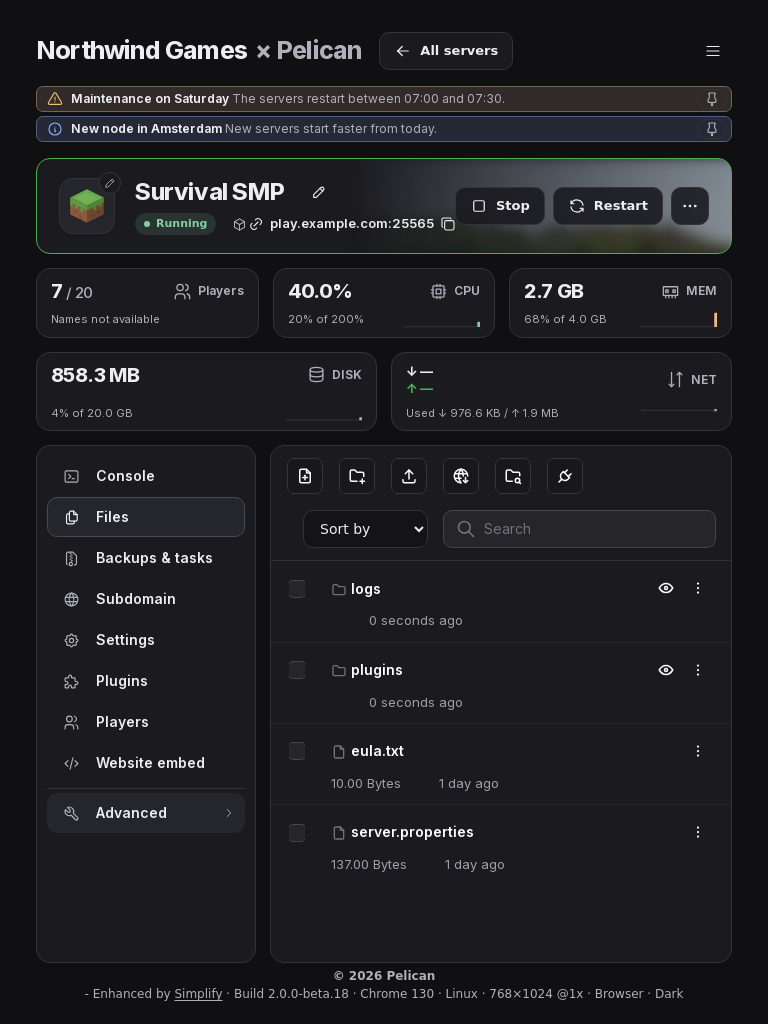 Northwind Games × Pelican
All servers
Maintenance on Saturday The servers restart between 07:00 and 07:30.
New node in Amsterdam New servers start faster from today.
Survival SMP
Running
play.example.com:25565
Stop
Restart
7 / 20
Players
Names not available
40.0%
CPU
20% of 200%
2.7 GB
MEM
68% of 4.0 GB
858.3 MB
DISK
4% of 20.0 GB
↓ —
↑ —
NET
Used ↓ 976.6 KB / ↑ 1.9 MB
Console
Files
Backups & tasks
Subdomain
Settings
Plugins
Players
Website embed
Advanced
Sort by
Search
logs
0 seconds ago
plugins
0 seconds ago
eula.txt
10.00 Bytes 1 day ago
server.properties
137.00 Bytes 1 day ago
© 2026 Pelican
- Enhanced by Simplify · Build 2.0.0-beta.18 · Chrome 130 · Linux · 768×1024 @1x · Browser · Dark